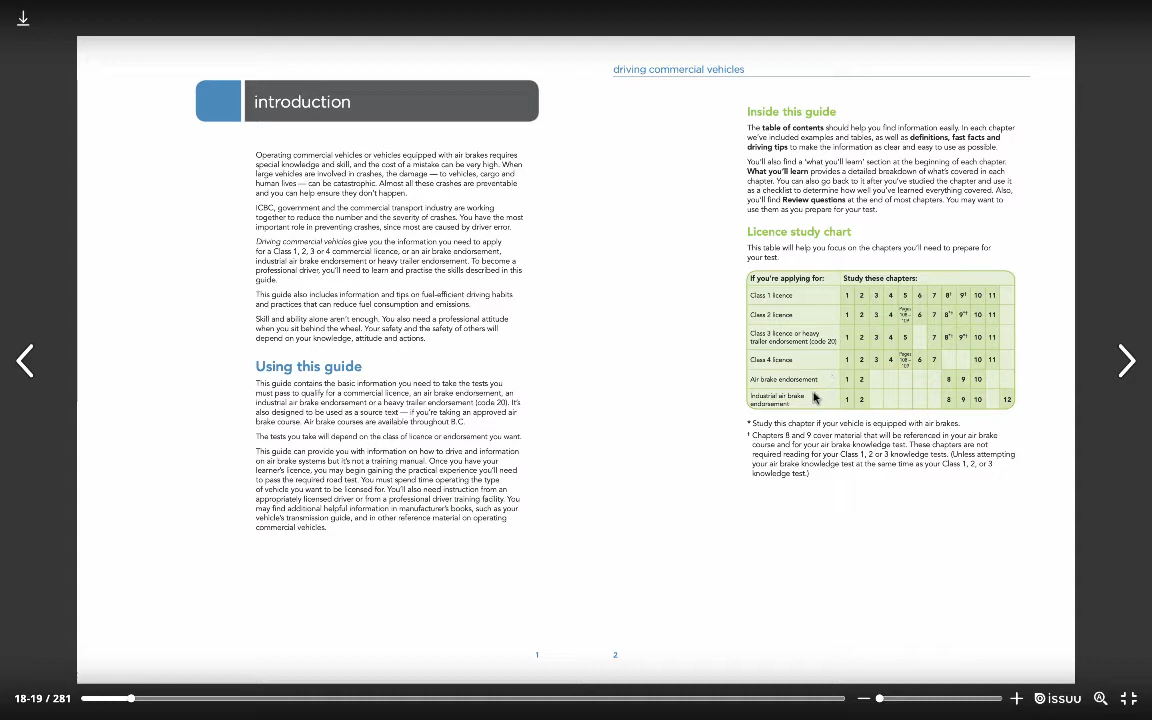 introduction
Operating commercial vehicles or vehicles equipped with air brakes requires
special knowledge and skill, and the cost of a mistake can be very high. When
large vehicles are involved in crashes, the damage — to vehicles, cargo and
human lives — can be catastrophic. Almost all these crashes are preventable
and you can help ensure they don't happen.
ICBC, government and the commercial transport industry are working
together to reduce the number and the severity of crashes. You have the most
important role in preventing crashes, since most are caused by driver error.
Driving commercial vehicles give you the information you need to apply
for a Class 1, 2, 3 or 4 commercial licence, or an air brake endorsement,
industrial air brake endorsement or heavy trailer endorsement. To become a
professional driver, you'll need to learn and practise the skills described in this
guide.
This guide also includes information and tips on fuel-efficient driving habits
and practices that can reduce fuel consumption and emissions.
Skill and ability alone aren't enough. You also need a professional attitude
when you sit behind the wheel. Your safety and the safety of others will
depend on your knowledge, attitude and actions.
Using this guide
This guide contains the basic information you need to take the tests you
must pass to qualify for a commercial licence, an air brake endorsement, an
industrial air brake endorsement or a heavy trailer endorsement (code 20). It's
also designed to be used as a source text — if you're taking an approved air
brake course. Air brake courses are available throughout B.C.
The tests you take will depend on the class of licence or endorsement you want.
This guide can provide you with information on how to drive and information
on air brake systems but it's not a training manual. Once you have your
learner's licence, you may begin gaining the practical experience you'll need
to pass the required road test. You must spend time operating the type
of vehicle you want to be licensed for. You'll also need instruction from an
appropriately licensed driver or from a professional driver training facility. You
may find additional helpful information in manufacturer's books, such as your
vehicle's transmission guide, and in other reference material on operating
commercial vehicles.
1
driving commercial vehicles
Inside this guide
The table of contents should help you find information easily. In each chapter
we've included examples and tables, as well as definitions, fast facts and
driving tips to make the information as clear and easy to use as possible.
You'll also find a 'what you'll learn' section at the beginning of each chapter.
What you'll learn provides a detailed breakdown of what's covered in each
chapter. You can also go back to it after you've studied the chapter and use it
as a checklist to determine how well you've learned everything covered. Also,
you'll find Review questions at the end of most chapters. You may want to
use them as you prepare for your test.
Licence study chart
This table will help you focus on the chapters you'll need to prepare for
your test.
If you're applying for: Study these chapters:
Class 1 licence 1 2 3 4 5 6 7 8† 9† 10 11
Class 2 licence 1 2 3 4 Pages 108 – 109 6 7 8*† 9*† 10 11
Class 3 licence or heavy
trailer endorsement (code 20) 1 2 3 4 5 7 8*† 9*† 10 11
Class 4 licence 1 2 3 4 Pages 108 – 109 6 7 10 11
Air brake endorsement 1 2 8 9 10
Industrial air brake
endorsement 1 2 8 9 10 12
* Study this chapter if your vehicle is equipped with air brakes.
† Chapters 8 and 9 cover material that will be referenced in your air brake
course and for your air brake knowledge test. These chapters are not
required reading for your Class 1, 2 or 3 knowledge tests. (Unless attempting
your air brake knowledge test at the same time as your Class 1, 2, or 3
knowledge test.)
2
18-19 / 281
issuu